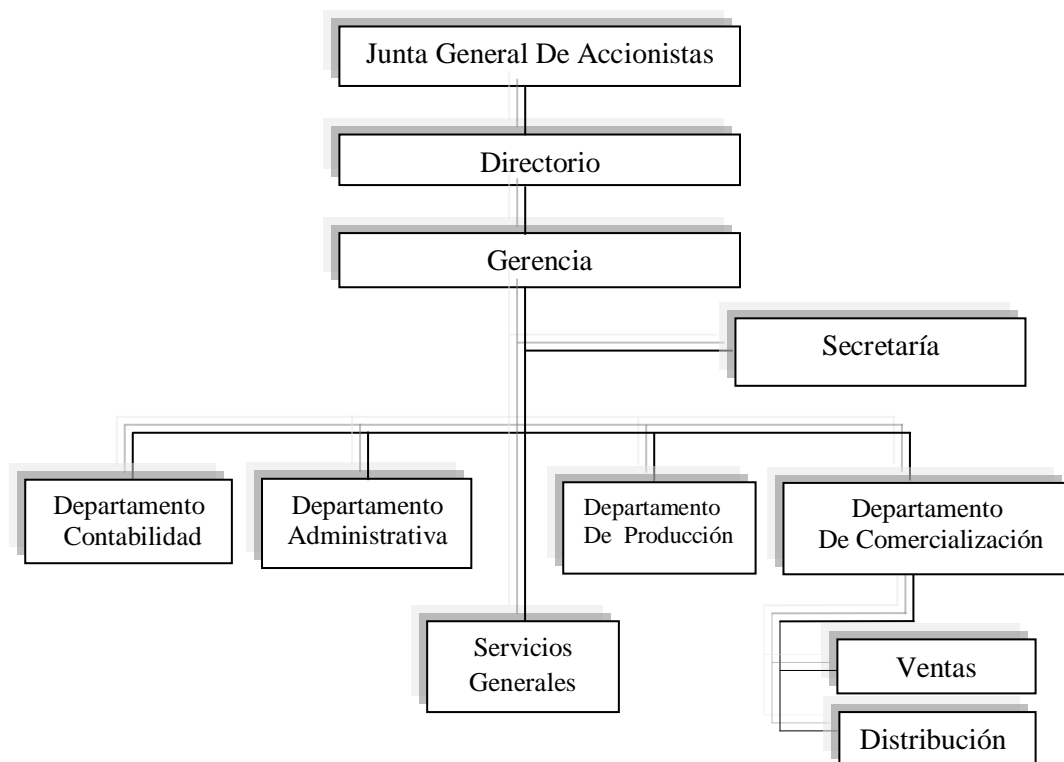 Junta General De Accionistas
Directorio
Gerencia
Secretaría
Departamento
Contabilidad
Departamento
Administrativa
Departamento
De Producción
Departamento
De Comercialización
Servicios
Generales
Ventas
Distribución